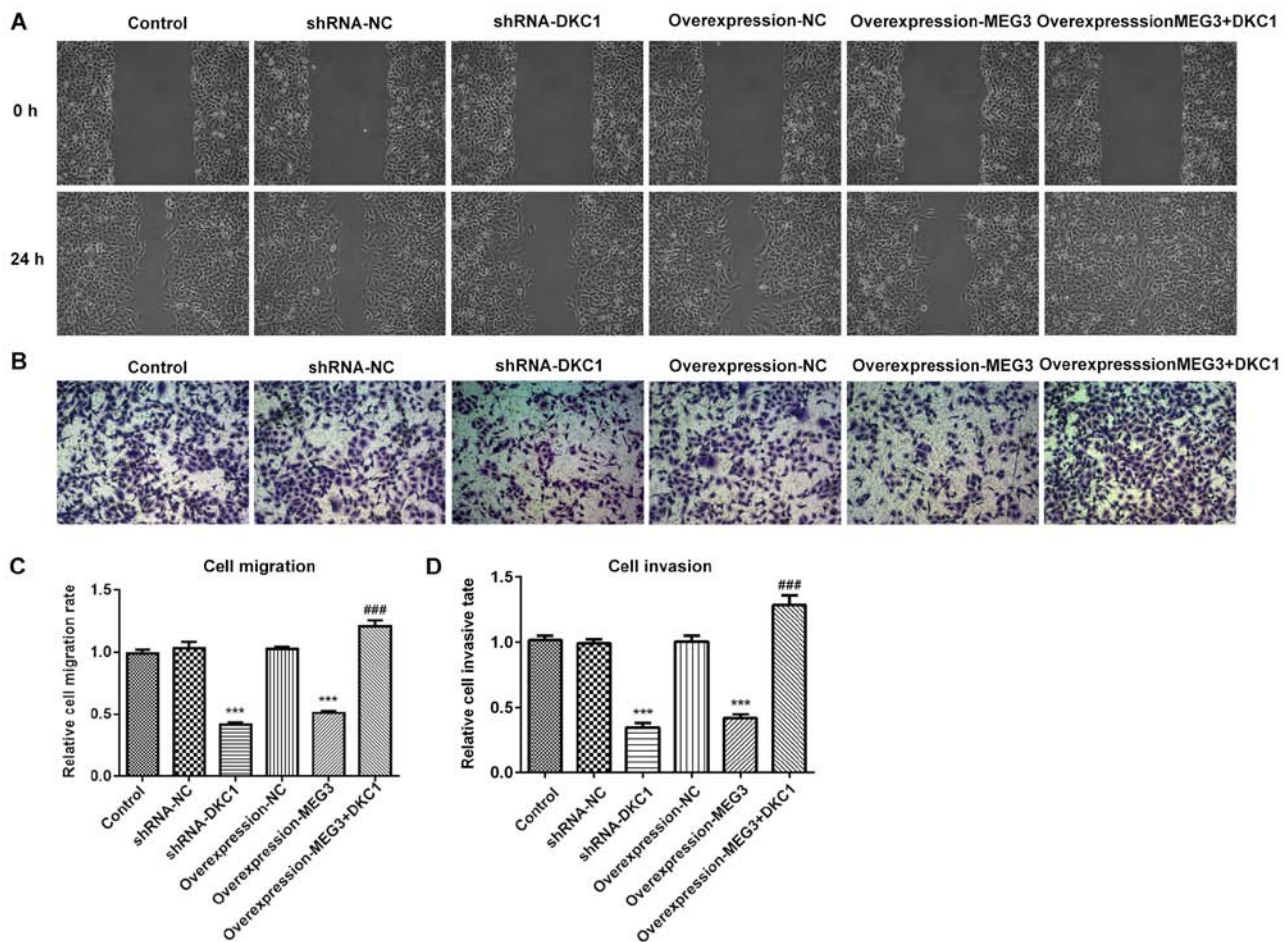 A
Control shRNA-NC shRNA-DKC1 Overexpression-NC Overexpression-MEG3 OverexpresssionMEG3+DKC1
0 h
24 h
B
Control shRNA-NC shRNA-DKC1 Overexpression-NC Overexpression-MEG3 OverexpresssionMEG3+DKC1
C
Cell migration
Relative cell migration rate
1.5
1.0
0.5
0.0
***
***
###
Control
shRNA-NC
shRNA-DKC1
Overexpression-NC
Overexpression-MEG3
Overexpression-MEG3+DKC1
D
Cell invasion
Relative cell invasive tate
1.5
1.0
0.5
0.0
***
***
###
Control
shRNA-NC
shRNA-DKC1
Overexpression-NC
Overexpression-MEG3
Overexpression-MEG3+DKC1